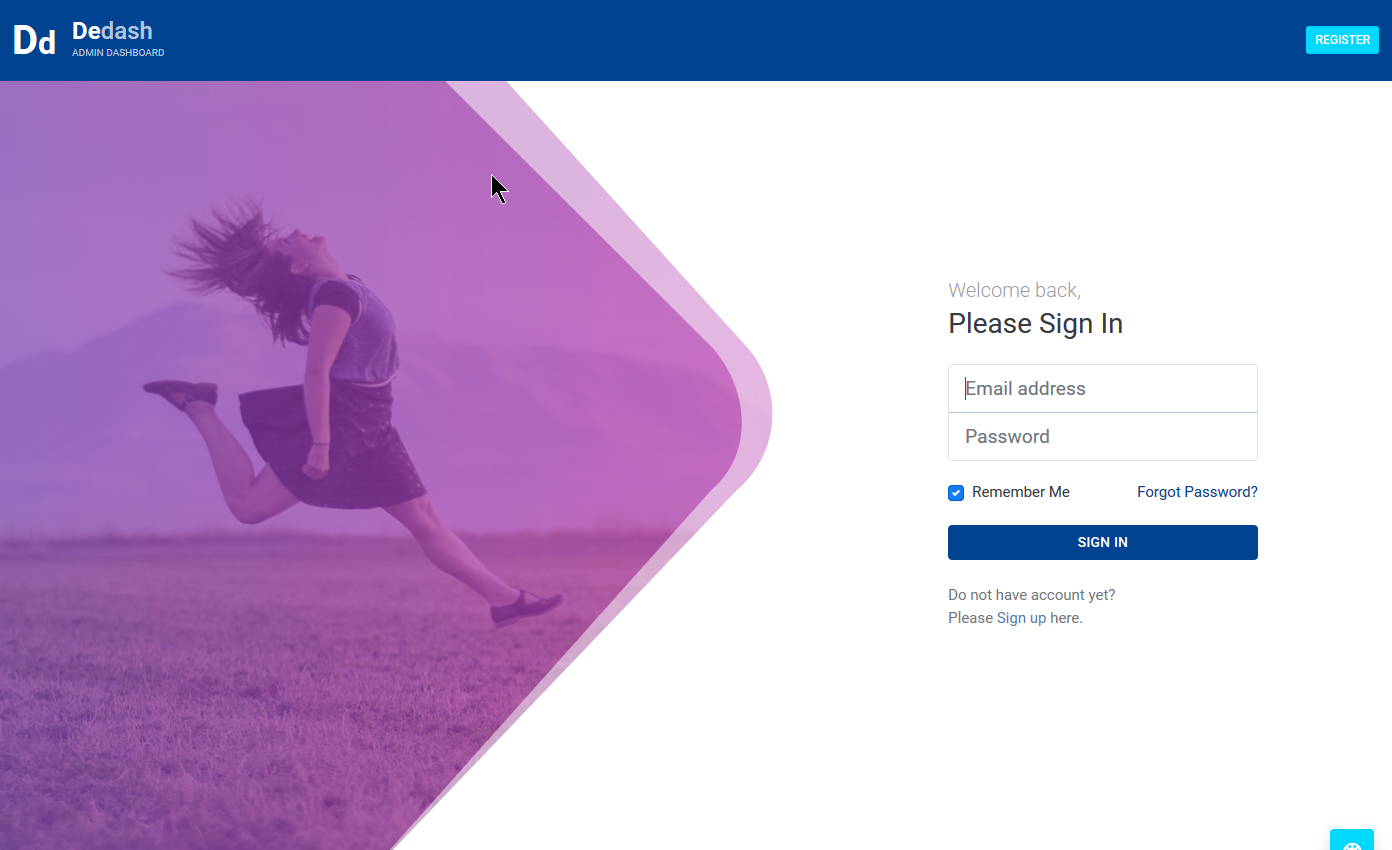 Dd
Dedash
ADMIN DASHBOARD
REGISTER
Welcome back,
Please Sign In
Email address
Password
Remember Me
Forgot Password?
SIGN IN
Do not have account yet?
Please Sign up here.